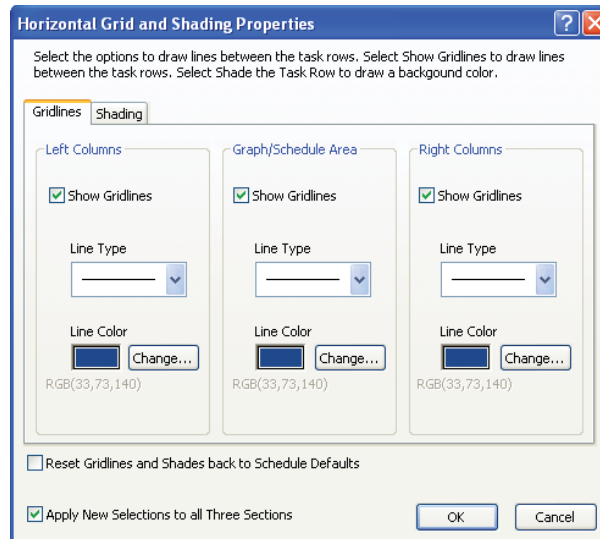 Horizontal Grid and Shading Properties
Select the options to draw lines between the task rows. Select Show Gridlines to draw lines
between the task rows. Select Shade the Task Row to draw a backgound color.
Gridlines Shading
Left Columns Graph/Schedule Area Right Columns
Show Gridlines Show Gridlines Show Gridlines
Line Type Line Type Line Type
Line Color Line Color Line Color
Change... Change... Change...
RGB(33,73,140) RGB(33,73,140) RGB(33,73,140)
Reset Gridlines and Shades back to Schedule Defaults
Apply New Selections to all Three Sections OK Cancel